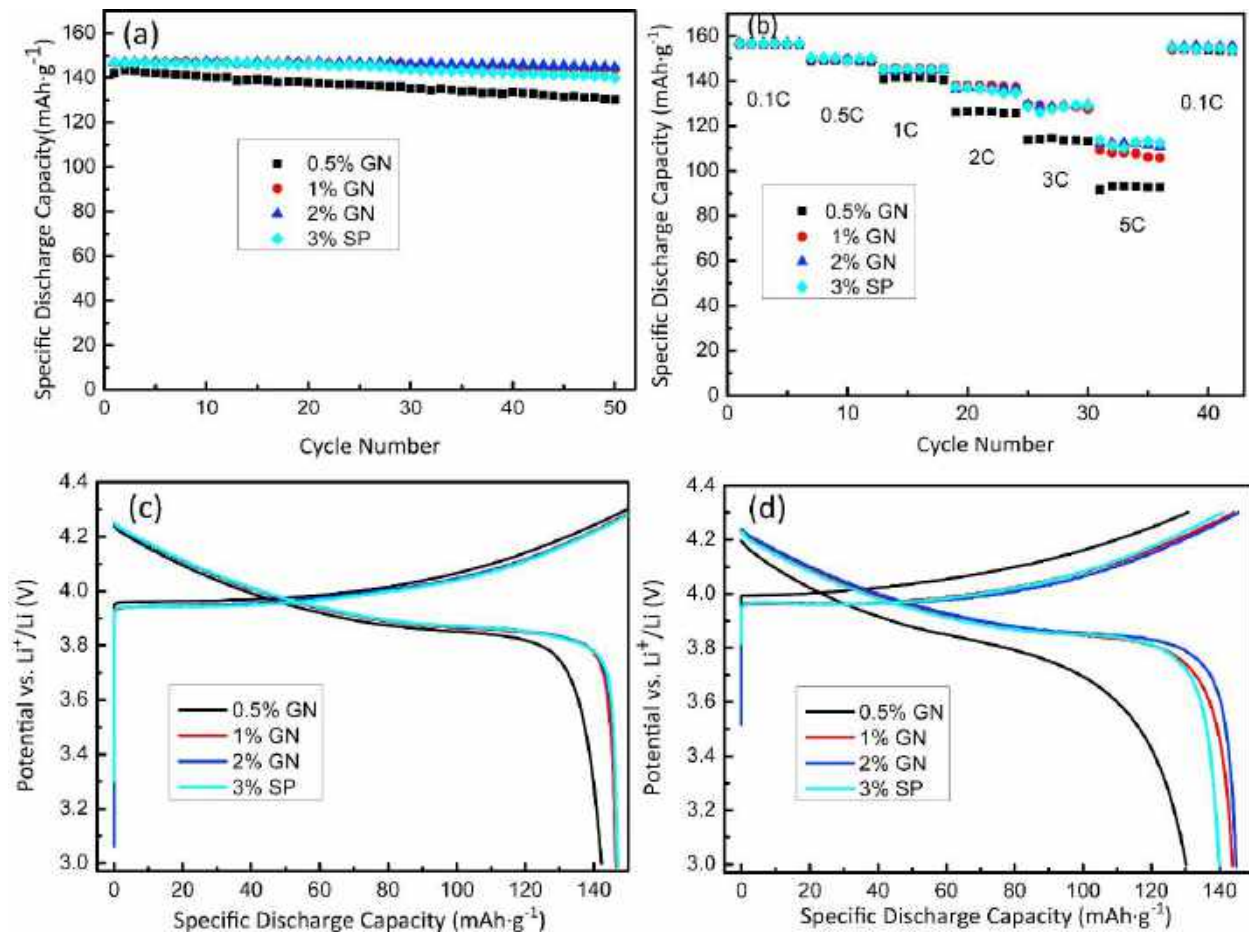 (a)
160
140
120
100
80
60
40
20
0
Specific Discharge Capacity(mAh·g⁻¹)
0.5% GN
1% GN
2% GN
3% SP
10
20
30
40
50
Cycle Number
(b)
160
140
120
100
80
60
40
20
0
Specific Discharge Capacity (mAh·g⁻¹)
0.1C
0.5C
1C
2C
3C
5C
0.1C
0.5% GN
1% GN
2% GN
3% SP
0
10
20
30
40
Cycle Number
(c)
4.4
4.2
4.0
3.8
3.6
3.4
3.2
3.0
Potential vs. Li⁺/Li (V)
0.5% GN
1% GN
2% GN
3% SP
0
20
40
60
80
100
120
140
Specific Discharge Capacity (mAh·g⁻¹)
(d)
4.4
4.2
4.0
3.8
3.6
3.4
3.2
3.0
Potential vs. Li⁺/Li (V)
0.5% GN
1% GN
2% GN
3% SP
0
20
40
60
80
100
120
140
Specific Discharge Capacity (mAh·g⁻¹)